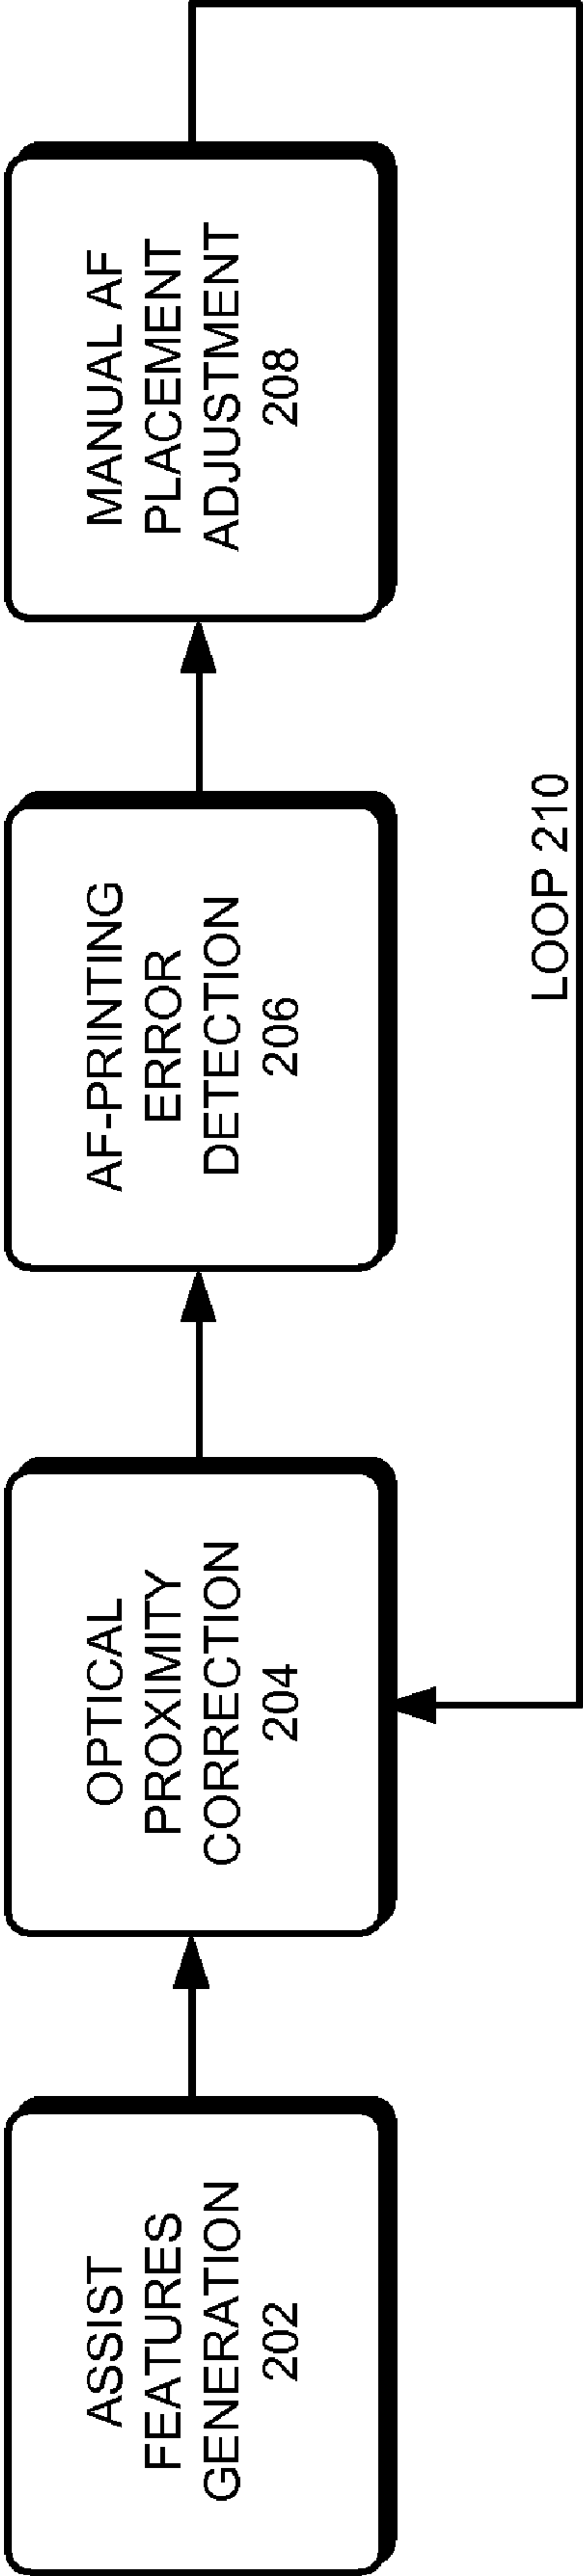 ASSIST
FEATURES
GENERATION
202
OPTICAL
PROXIMITY
CORRECTION
204
AF-PRINTING
ERROR
DETECTION
206
MANUAL AF
PLACEMENT
ADJUSTMENT
208
LOOP 210